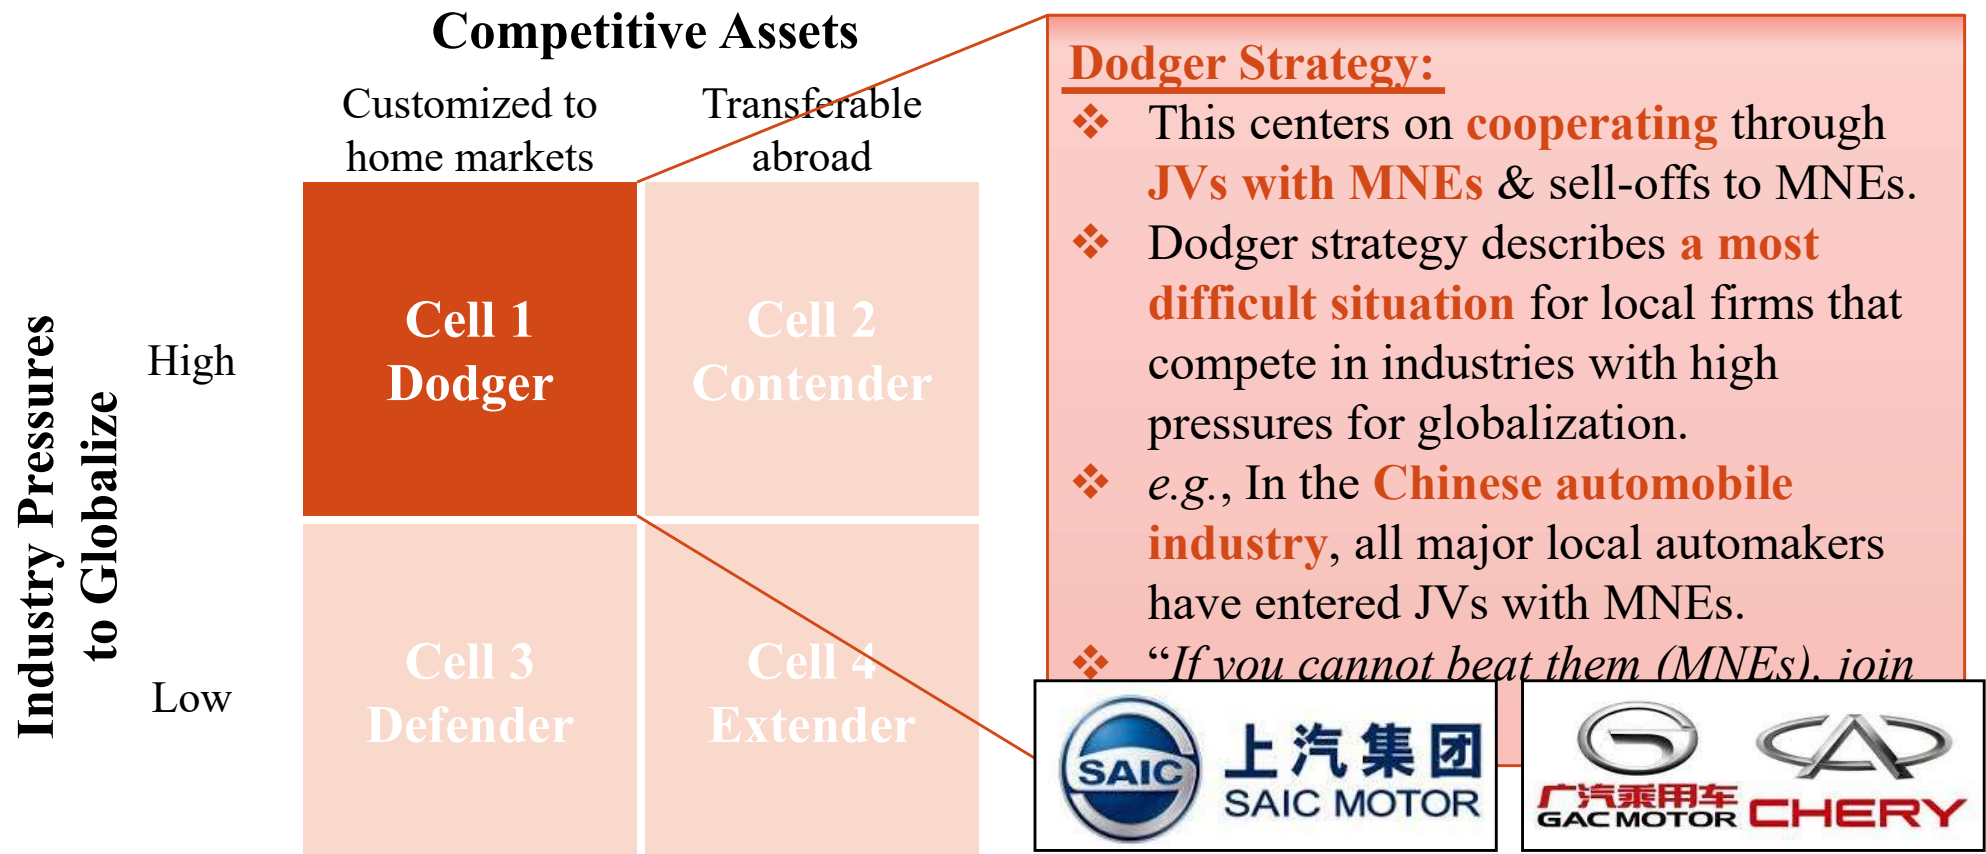 Competitive Assets
Customized to
home markets
Transferable
abroad
Industry Pressures
to Globalize
High
Low
Cell 1
Dodger
Cell 2
Contender
Cell 3
Defender
Cell 4
Extender
Dodger Strategy:
❖ This centers on cooperating through
JVs with MNEs & sell-offs to MNEs.
❖ Dodger strategy describes a most
difficult situation for local firms that
compete in industries with high
pressures for globalization.
❖ e.g., In the Chinese automobile
industry, all major local automakers
have entered JVs with MNEs.
❖ “If you cannot beat them (MNEs), join
SAIC
上汽集团
SAIC MOTOR
广汽乘用车
GAC MOTOR
CHERY